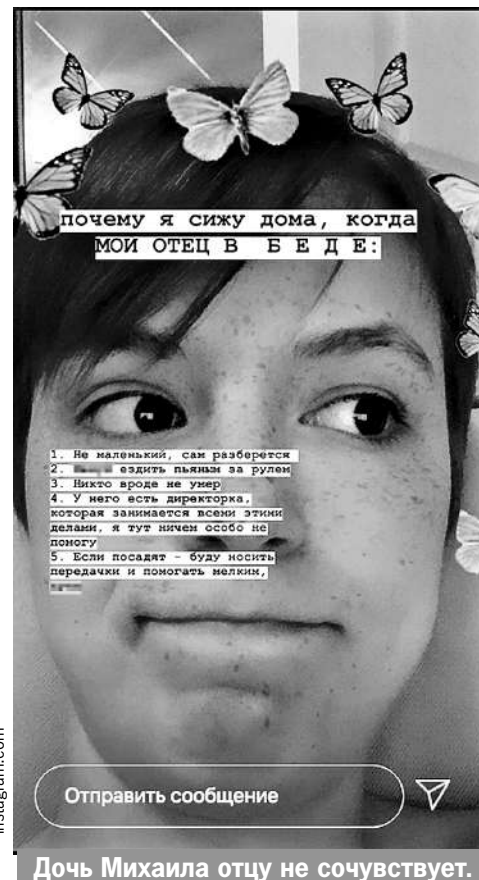 почему я сижу дома, когда
МОЙ ОТЕЦ В Б Е Д Е:
1. Не маленький, сам разберется
2. ездить пьяным за рулем
3. Никто вроде не умер
4. У него есть директорка,
которая занимается всеми этими
делами, я тут ничем особо не
помогу
5. Если посадят - буду носить
передачки и помогать мелким,
Отправить сообщение
instagram.com
Дочь Михаила отцу не сочувствует.